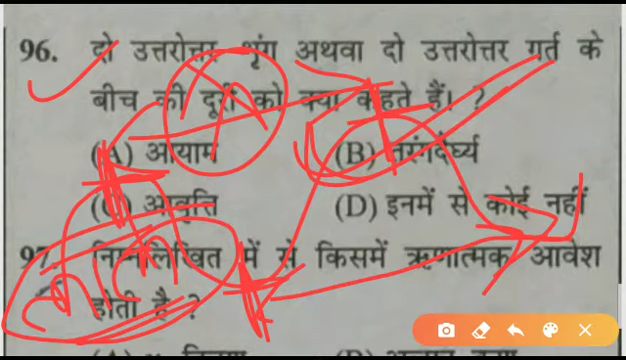 96. दो उत्तरोत्तर शृंग अथवा दो उत्तरोत्तर गर्त के
बीच की दूरी को क्या कहते हैं। ?
(A) आयाम (B) तरंगदैर्घ्य
(C) आवृत्ति (D) इनमें से कोई नहीं
97. निम्नलिखित में से किसमें ऋणात्मक आवेश
होती है ?